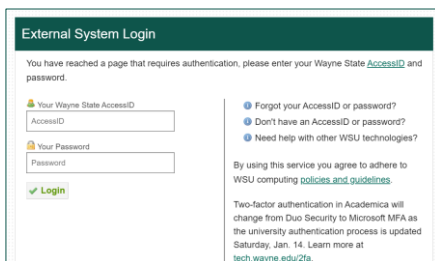 External System Login
You have reached a page that requires authentication, please enter your Wayne State AccessID and
password.
Your Wayne State AccessID
AccessID
Your Password
Password
Login
Forgot your AccessID or password?
Don't have an AccessID or password?
Need help with other WSU technologies?
By using this service you agree to adhere to
WSU computing policies and guidelines.
Two-factor authentication in Academica will
change from Duo Security to Microsoft MFA as
the university authentication process is updated
Saturday, Jan. 14. Learn more at
tech.wayne.edu/2fa.